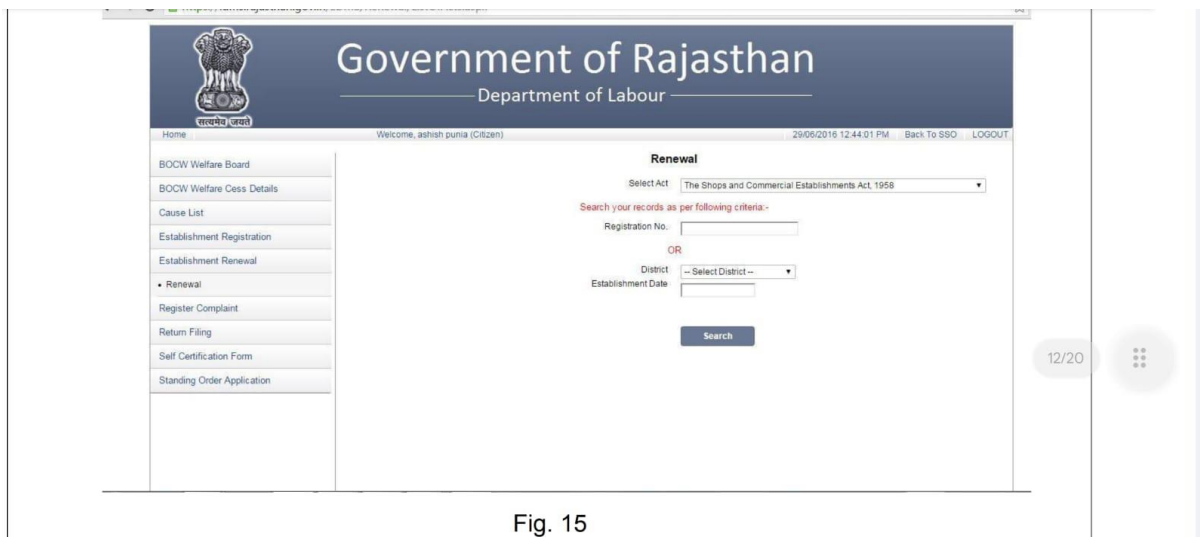 Government of Rajasthan
Department of Labour
सत्यमेव जयते
Home Welcome, ashish punia (Citizen) 29/06/2016 12:44:01 PM Back To SSO LOGOUT
BOCW Welfare Board
BOCW Welfare Cess Details
Cause List
Establishment Registration
Establishment Renewal
• Renewal
Register Complaint
Return Filing
Self Certification Form
Standing Order Application
Renewal
Select Act The Shops and Commercial Establishments Act, 1958
Search your records as per following criteria:-
Registration No.
OR
District -- Select District --
Establishment Date
Search
12/20
Fig. 15